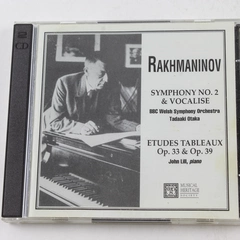 RAKHMANINOV
SYMPHONY NO. 2
& VOCALISE
BBC Welsh Symphony Orchestra
Tadaaki Otaka
ETUDES TABLEAUX
Op. 33 & Op. 39
John Lill, piano
MUSICAL
HERITAGE
SOCIETY